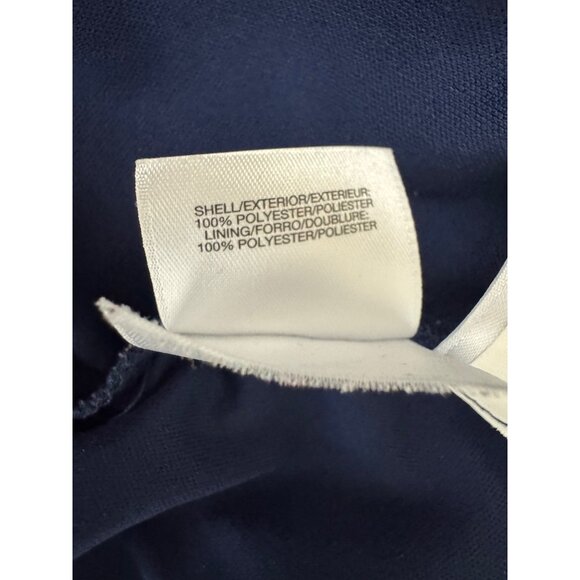 SHELL/EXTERIOR/EXTERIEUR:
100% POLYESTER/POLIESTER
LINING/FORRO/DOUBLURE:
100% POLYESTER/POLIESTER